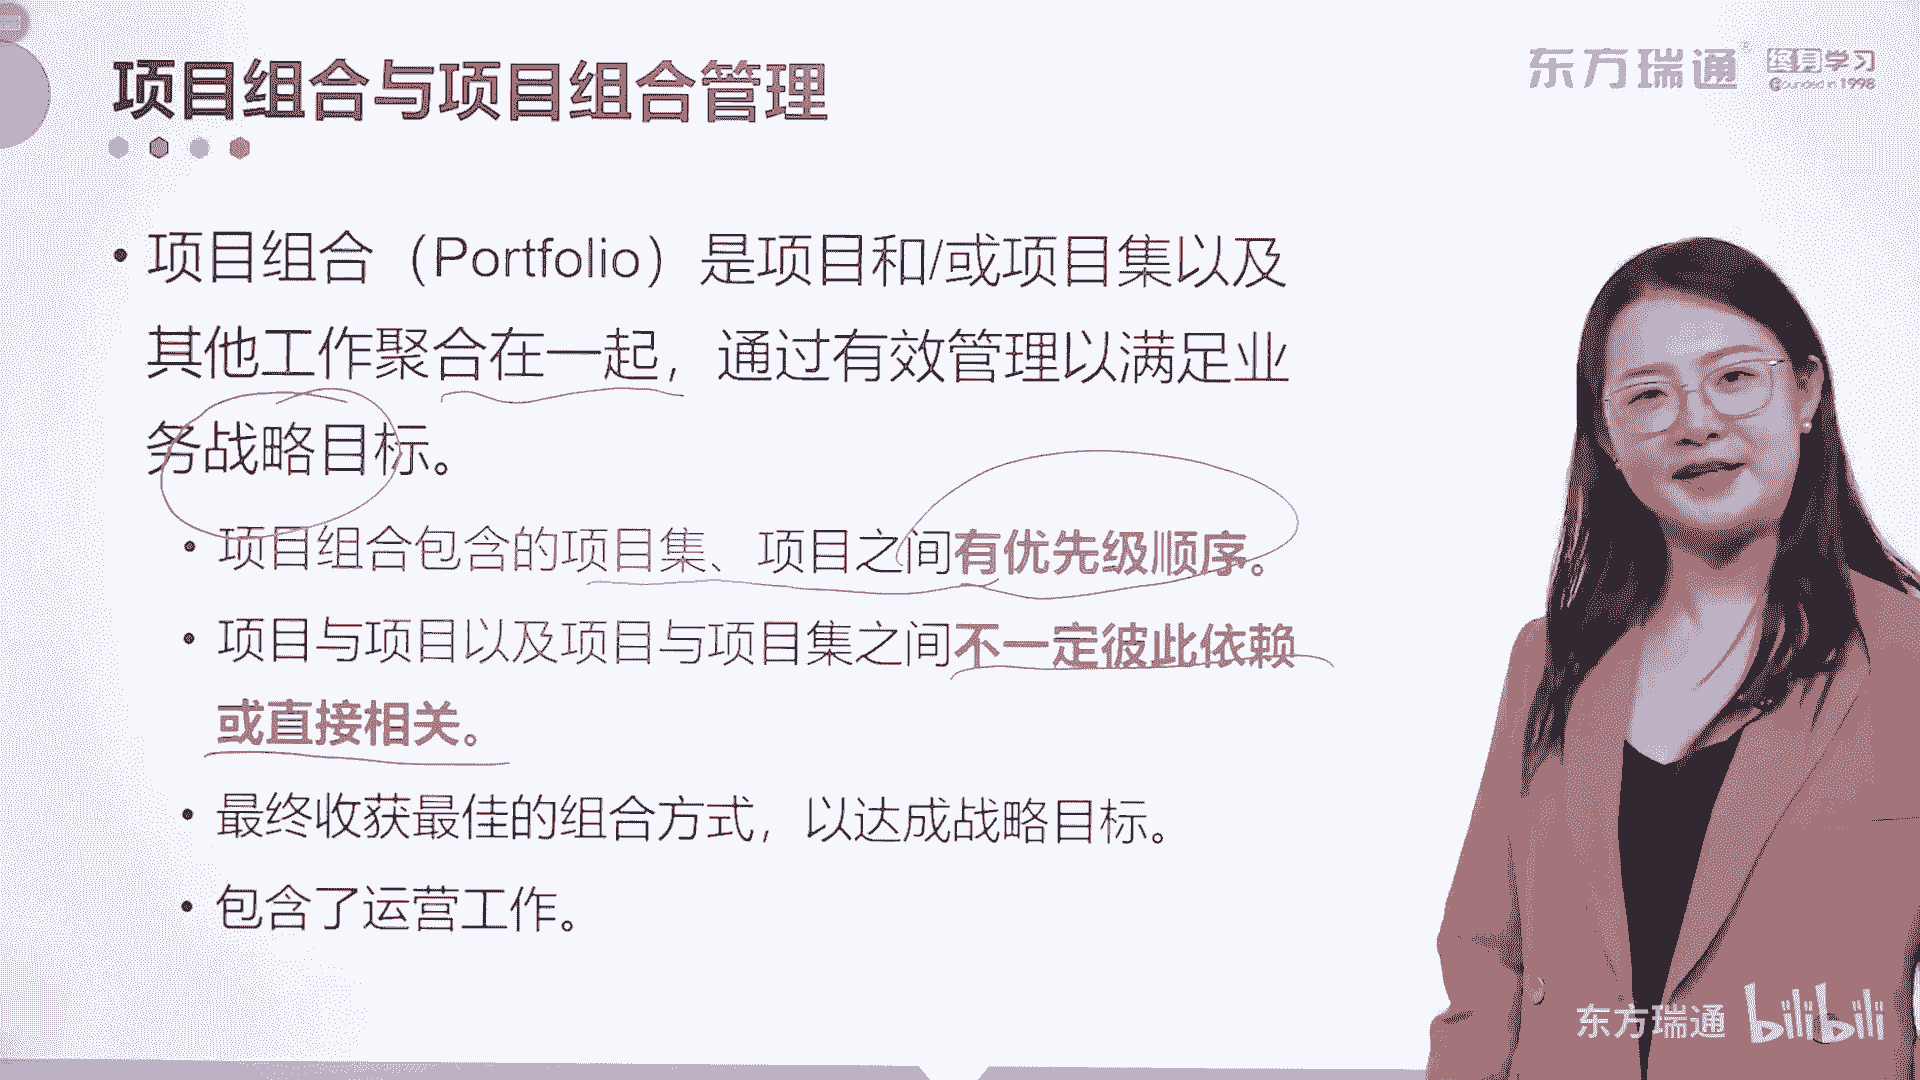 项目组合与项目组合管理
东方瑞通
终身学习
Founded in 1998
•项目组合（Portfolio）是项目和/或项目集以及
其他工作聚合在一起，通过有效管理以满足业
务战略目标。
•项目组合包含的项目集、项目之间有优先级顺序。
•项目与项目以及项目与项目集之间不一定彼此依赖
或直接相关。
•最终收获最佳的组合方式，以达成战略目标。
•包含了运营工作。
东方瑞通 bilibili